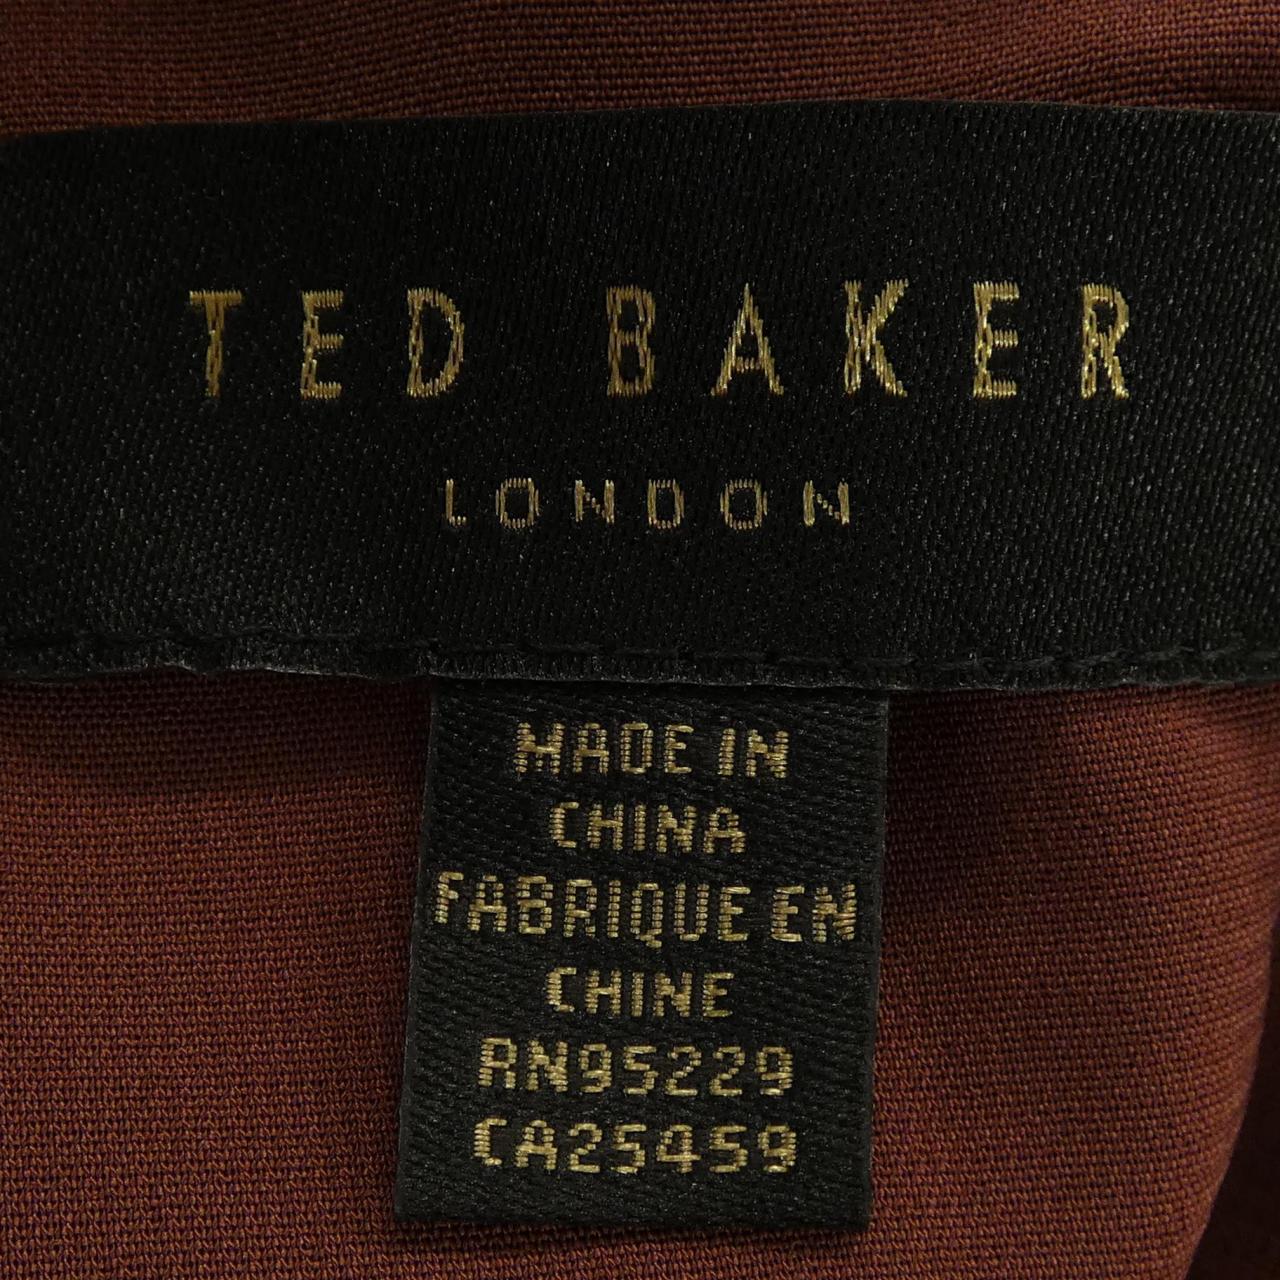 TED BAKER
LONDON
MADE IN
CHINA
FABRIQUE EN
CHINE
RN95229
CA25459